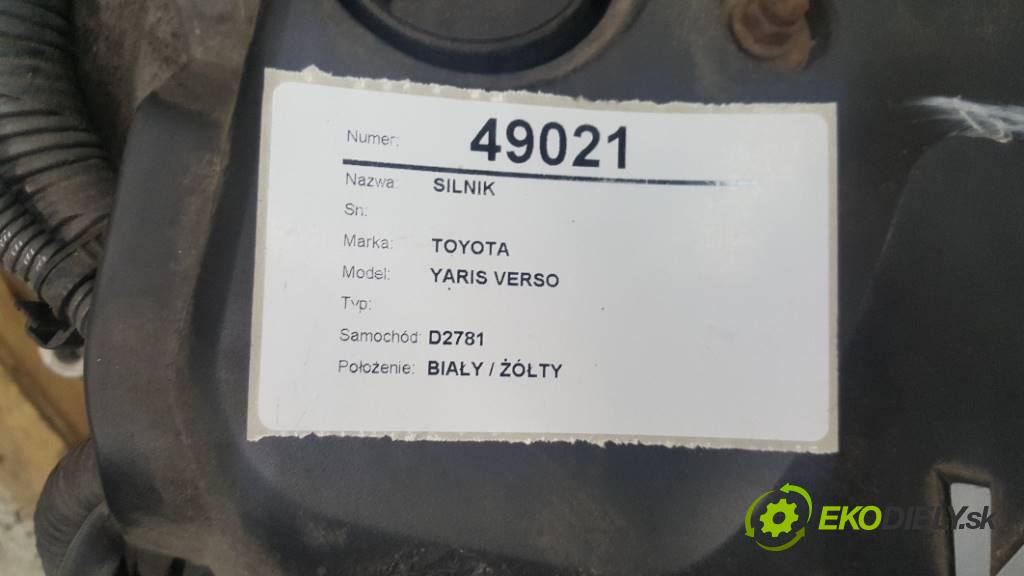 Numer: 49021
Nazwa: SILNIK
Sn:
Marka: TOYOTA
Model: YARIS VERSO
Typ:
Samochód: D2781
Położenie: BIAŁY / ŻÓŁTY
EKODIELY.sk